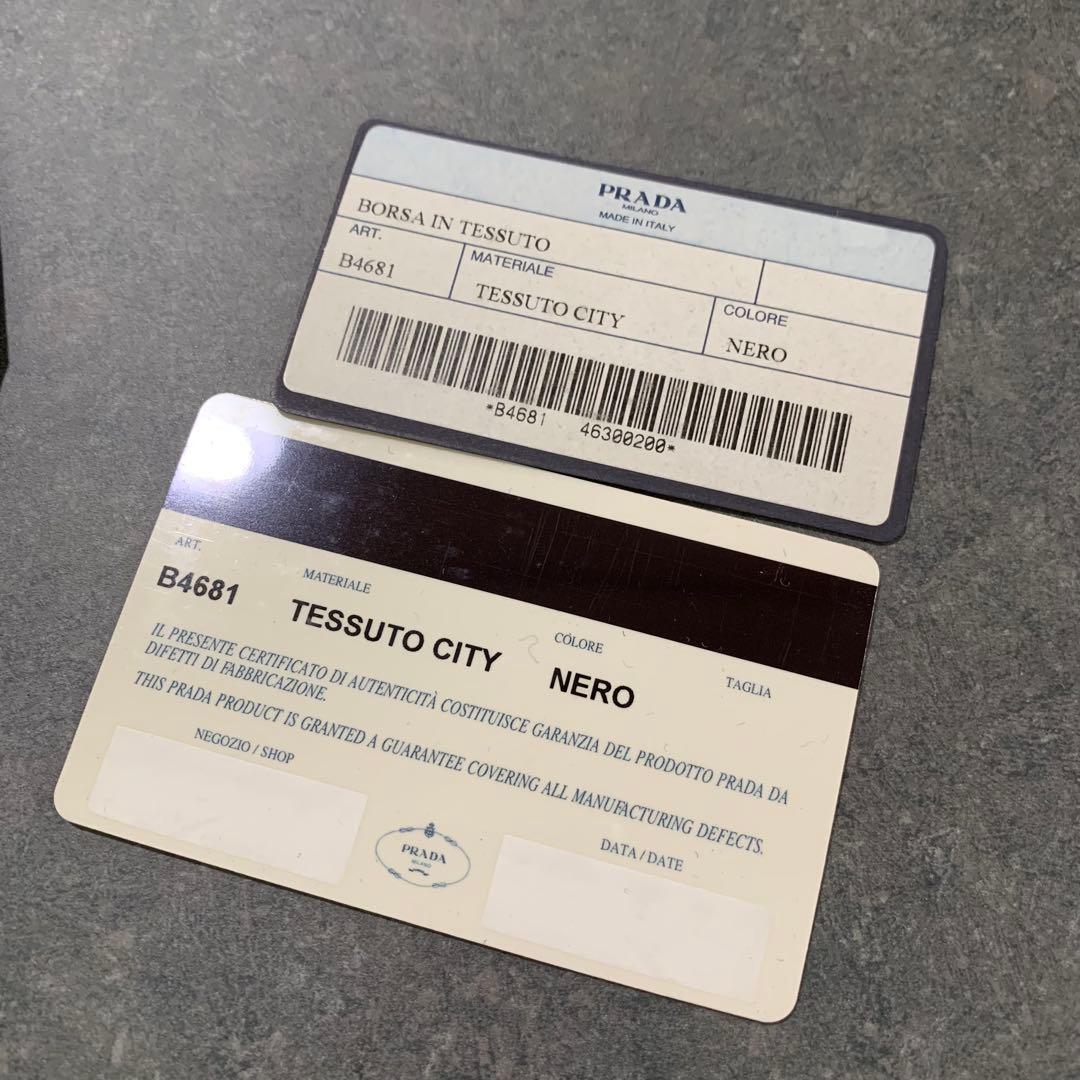 PRADA
MILANO
MADE IN ITALY
BORSA IN TESSUTO
ART.
B4681
MATERIALE
TESSUTO CITY
COLORE
NERO
*B4681 46300200*
ART.
B4681
MATERIALE
TESSUTO CITY
COLORE
NERO
TAGLIA
IL PRESENTE CERTIFICATO DI AUTENTICITÀ COSTITUISCE GARANZIA DEL PRODOTTO PRADA DA
DIFETTI DI FABBRICAZIONE.
THIS PRADA PRODUCT IS GRANTED A GUARANTEE COVERING ALL MANUFACTURING DEFECTS.
NEGOZIO / SHOP
PRADA
MILANO
DATA / DATE